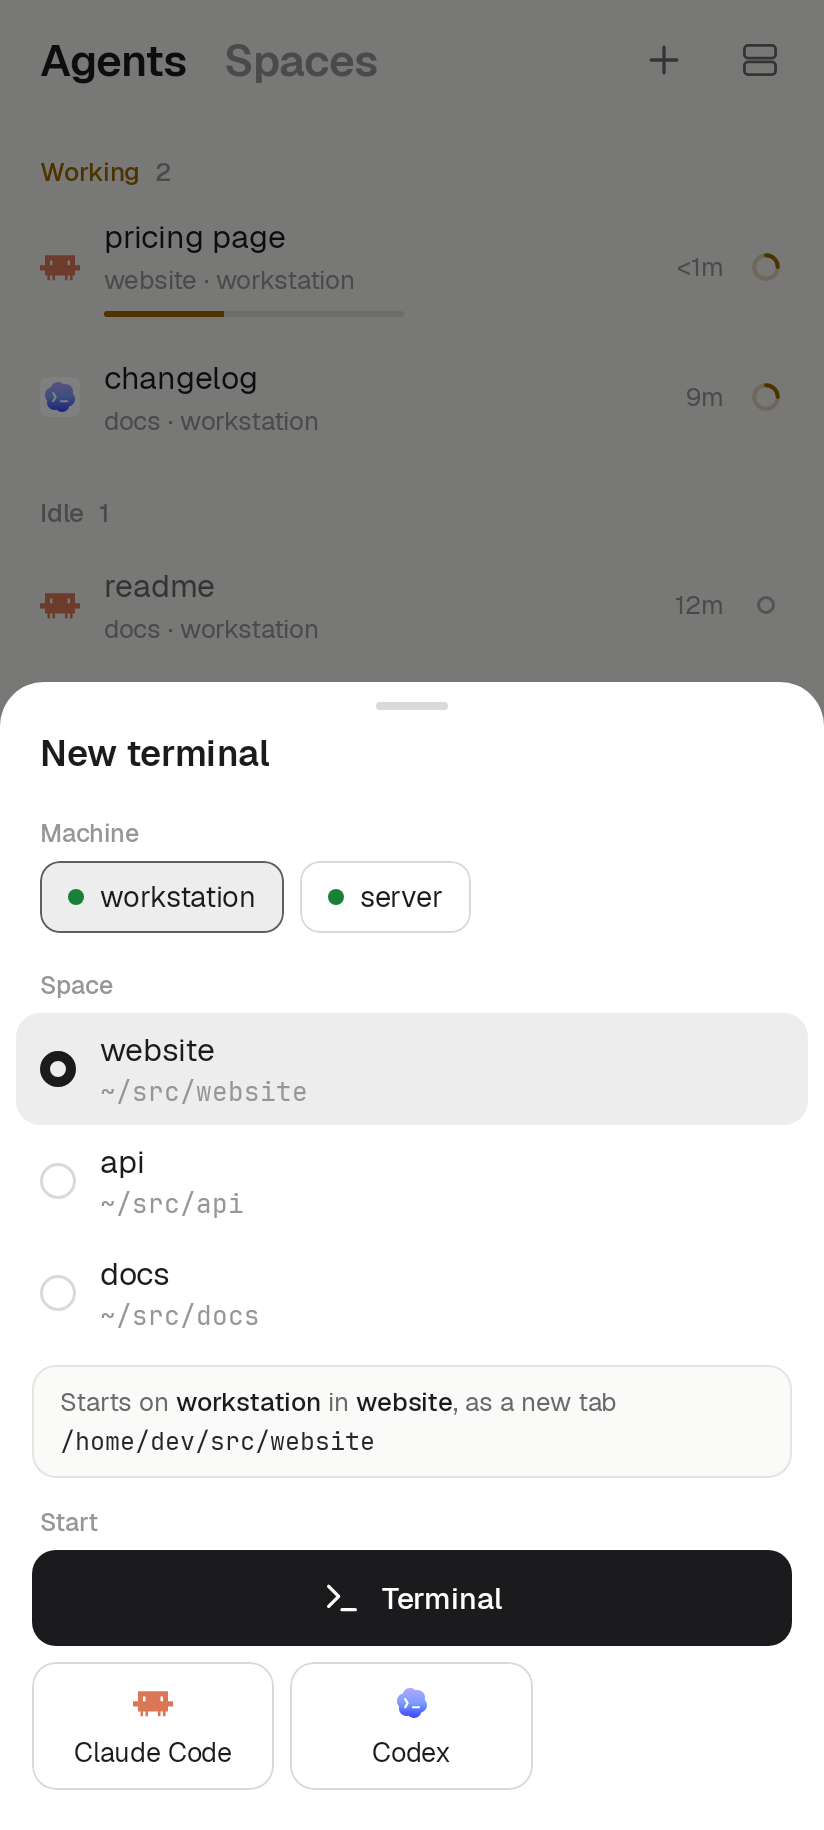 Agents Spaces
Working 2
pricing page
website · workstation
<1m
changelog
docs · workstation
9m
Idle 1
readme
docs · workstation
12m
New terminal
Machine
workstation
server
Space
website
~/src/website
api
~/src/api
docs
~/src/docs
Starts on workstation in website, as a new tab
/home/dev/src/website
Start
Terminal
Claude Code
Codex